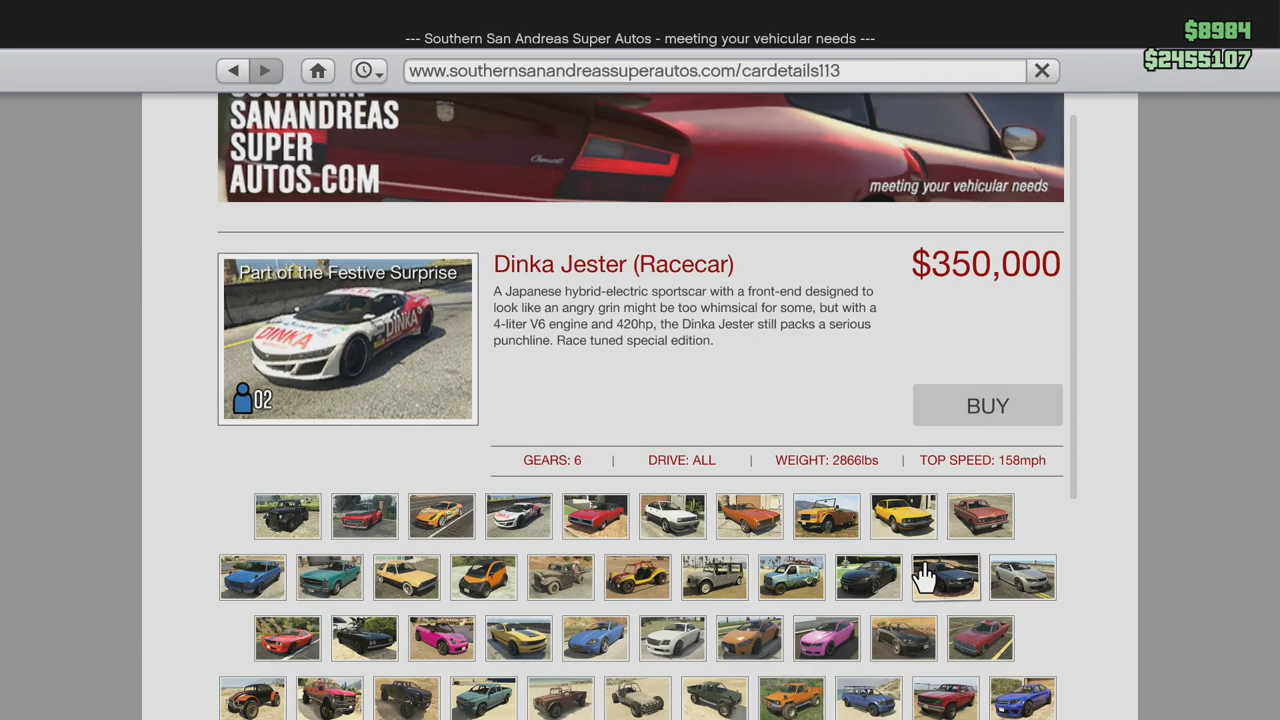 --- Southern San Andreas Super Autos - meeting your vehicular needs ---
$8984
$2455107
www.southernsanandreassuperautos.com/cardetails113
SOUTHERN
SANANDREAS
SUPER
AUTOS.COM
meeting your vehicular needs
Part of the Festive Surprise
DINKA
DINKA
02
Dinka Jester (Racecar)
$350,000
A Japanese hybrid-electric sportscar with a front-end designed to
look like an angry grin might be too whimsical for some, but with a
4-liter V6 engine and 420hp, the Dinka Jester still packs a serious
punchline. Race tuned special edition.
BUY
GEARS: 6 | DRIVE: ALL | WEIGHT: 2866lbs | TOP SPEED: 158mph